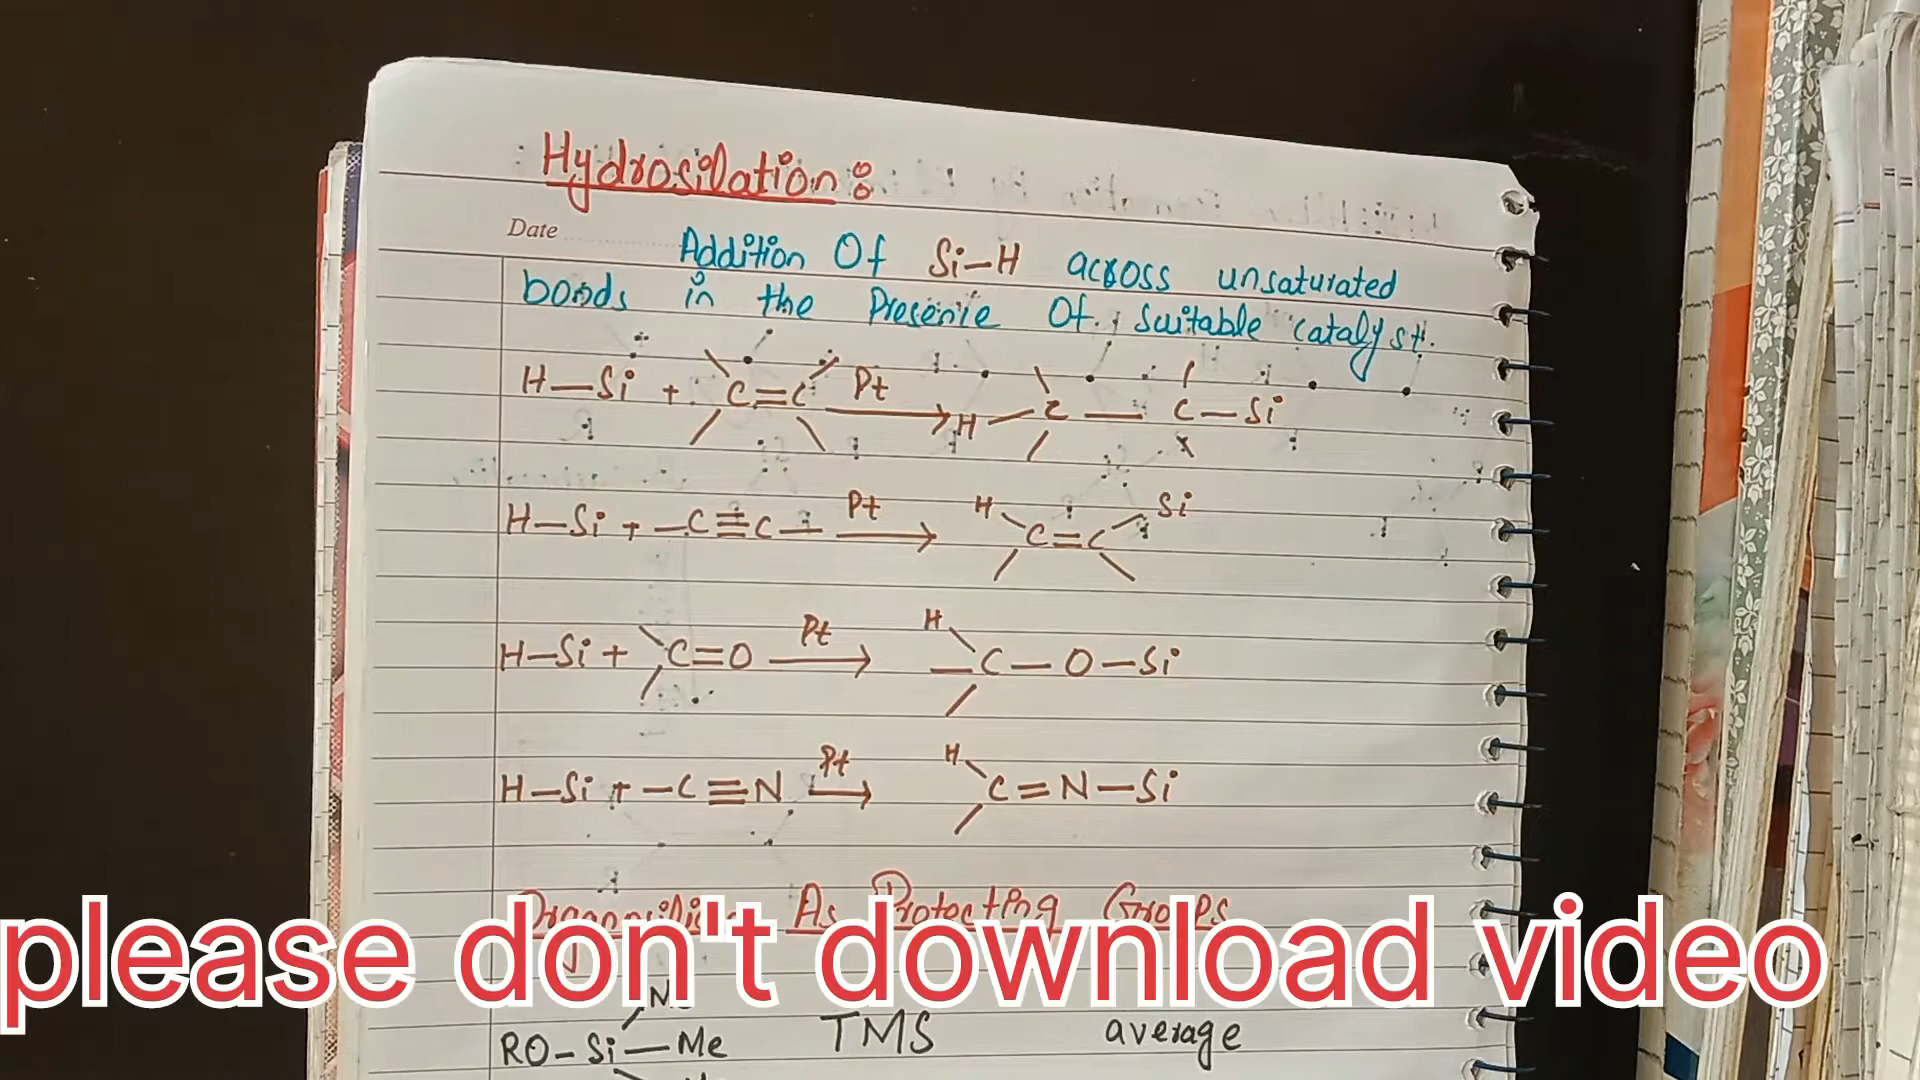 Hydrosilation:
Date
Addition Of Si-H across unsaturated
bonds in the Presenie Of suitable catalyst.
H-Si + C=C Pt → H-C-C-Si
H-Si + -C≡C- Pt → H C=C Si
H-Si + C=O Pt → H -C-O-Si
H-Si + -C≡N Pt → H C=N-Si
As Protecting Groups
please don't download video
RO-Si-Me TMS average